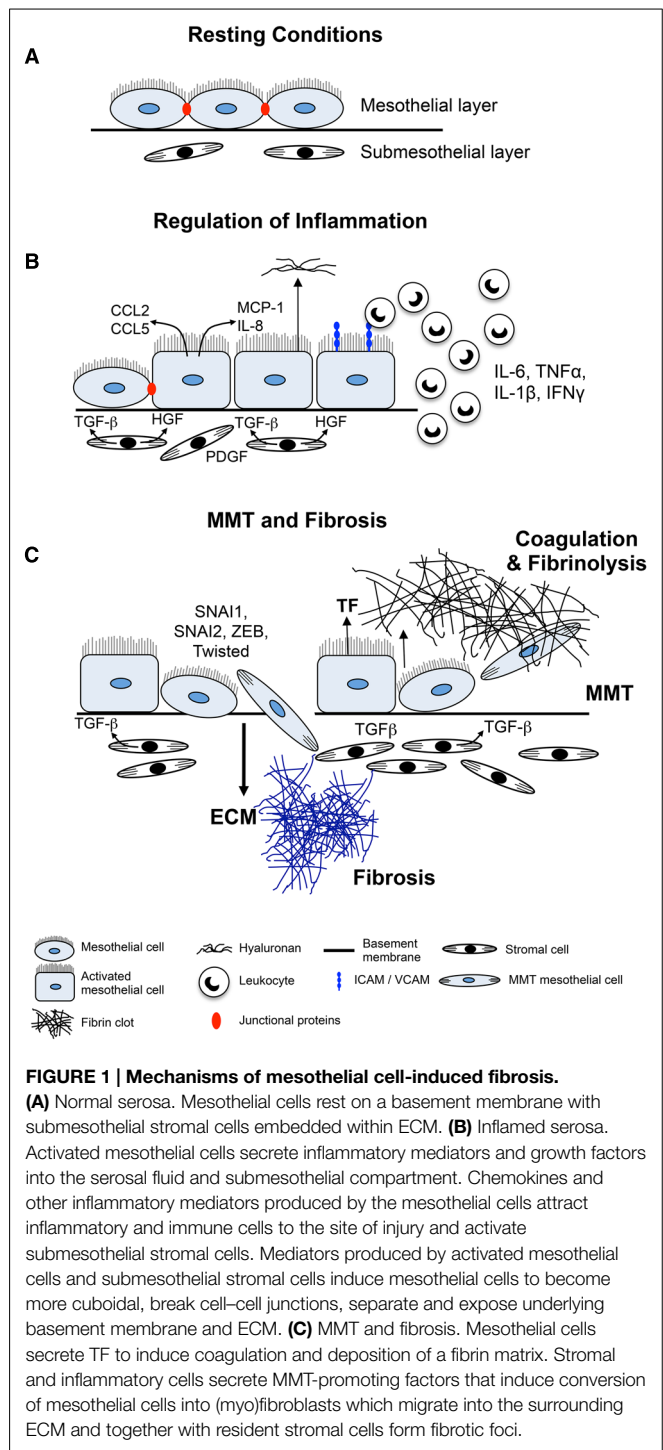 Resting Conditions
A
Mesothelial layer
Submesothelial layer
Regulation of Inflammation
B
CCL2
CCL5
MCP-1
IL-8
IL-6, TNFα,
IL-1β, IFNγ
TGF-β
HGF
TGF-β
HGF
PDGF
MMT and Fibrosis
C
Coagulation
& Fibrinolysis
SNAI1,
SNAI2, ZEB,
Twisted
TF
MMT
TGF-β
TGFβ
TGF-β
ECM
Fibrosis
Mesothelial cell
Hyaluronan
Basement
membrane
Stromal cell
Activated
mesothelial cell
Leukocyte
ICAM / VCAM
MMT mesothelial cell
Fibrin clot
Junctional proteins
FIGURE 1 | Mechanisms of mesothelial cell-induced fibrosis.
(A) Normal serosa. Mesothelial cells rest on a basement membrane with
submesothelial stromal cells embedded within ECM. (B) Inflamed serosa.
Activated mesothelial cells secrete inflammatory mediators and growth factors
into the serosal fluid and submesothelial compartment. Chemokines and
other inflammatory mediators produced by the mesothelial cells attract
inflammatory and immune cells to the site of injury and activate
submesothelial stromal cells. Mediators produced by activated mesothelial
cells and submesothelial stromal cells induce mesothelial cells to become
more cuboidal, break cell–cell junctions, separate and expose underlying
basement membrane and ECM. (C) MMT and fibrosis. Mesothelial cells
secrete TF to induce coagulation and deposition of a fibrin matrix. Stromal
and inflammatory cells secrete MMT-promoting factors that induce conversion
of mesothelial cells into (myo)fibroblasts which migrate into the surrounding
ECM and together with resident stromal cells form fibrotic foci.